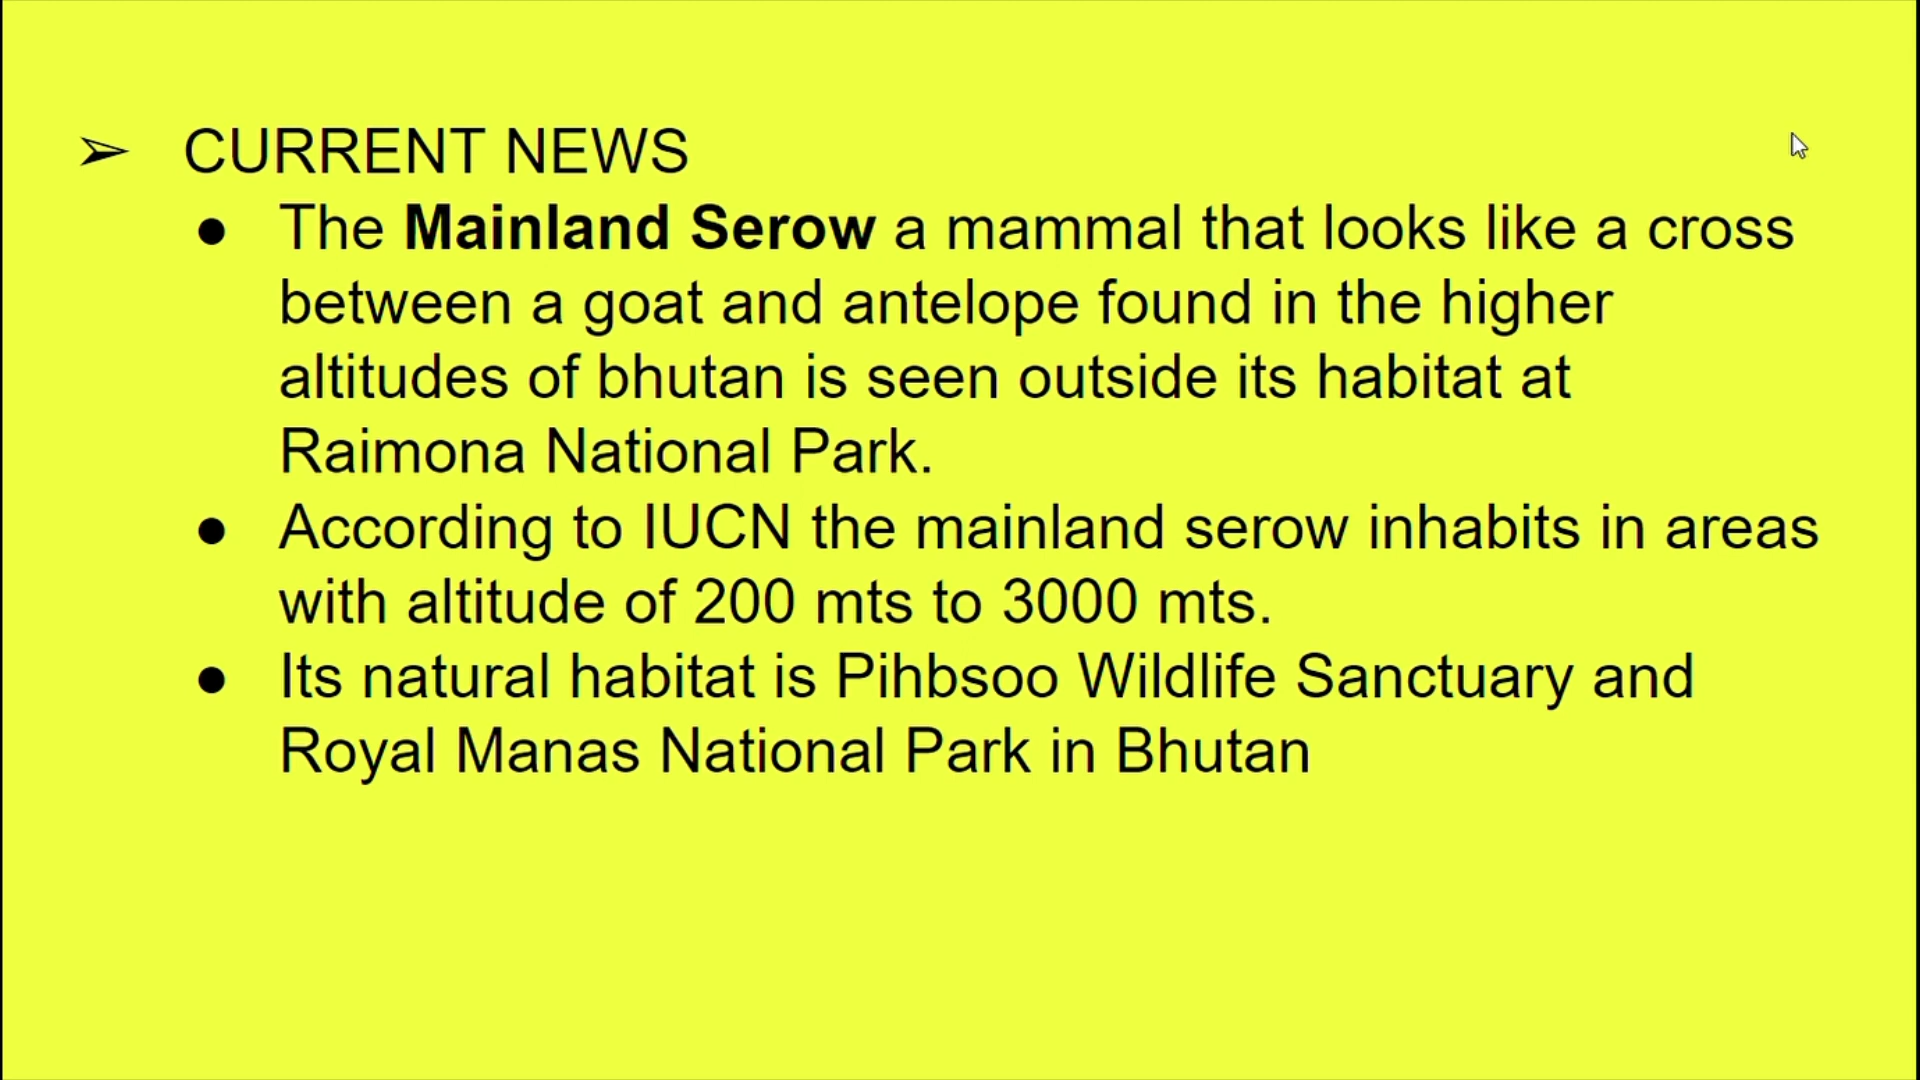 ➢ CURRENT NEWS
● The Mainland Serow a mammal that looks like a cross
between a goat and antelope found in the higher
altitudes of bhutan is seen outside its habitat at
Raimona National Park.
● According to IUCN the mainland serow inhabits in areas
with altitude of 200 mts to 3000 mts.
● Its natural habitat is Pihbsoo Wildlife Sanctuary and
Royal Manas National Park in Bhutan